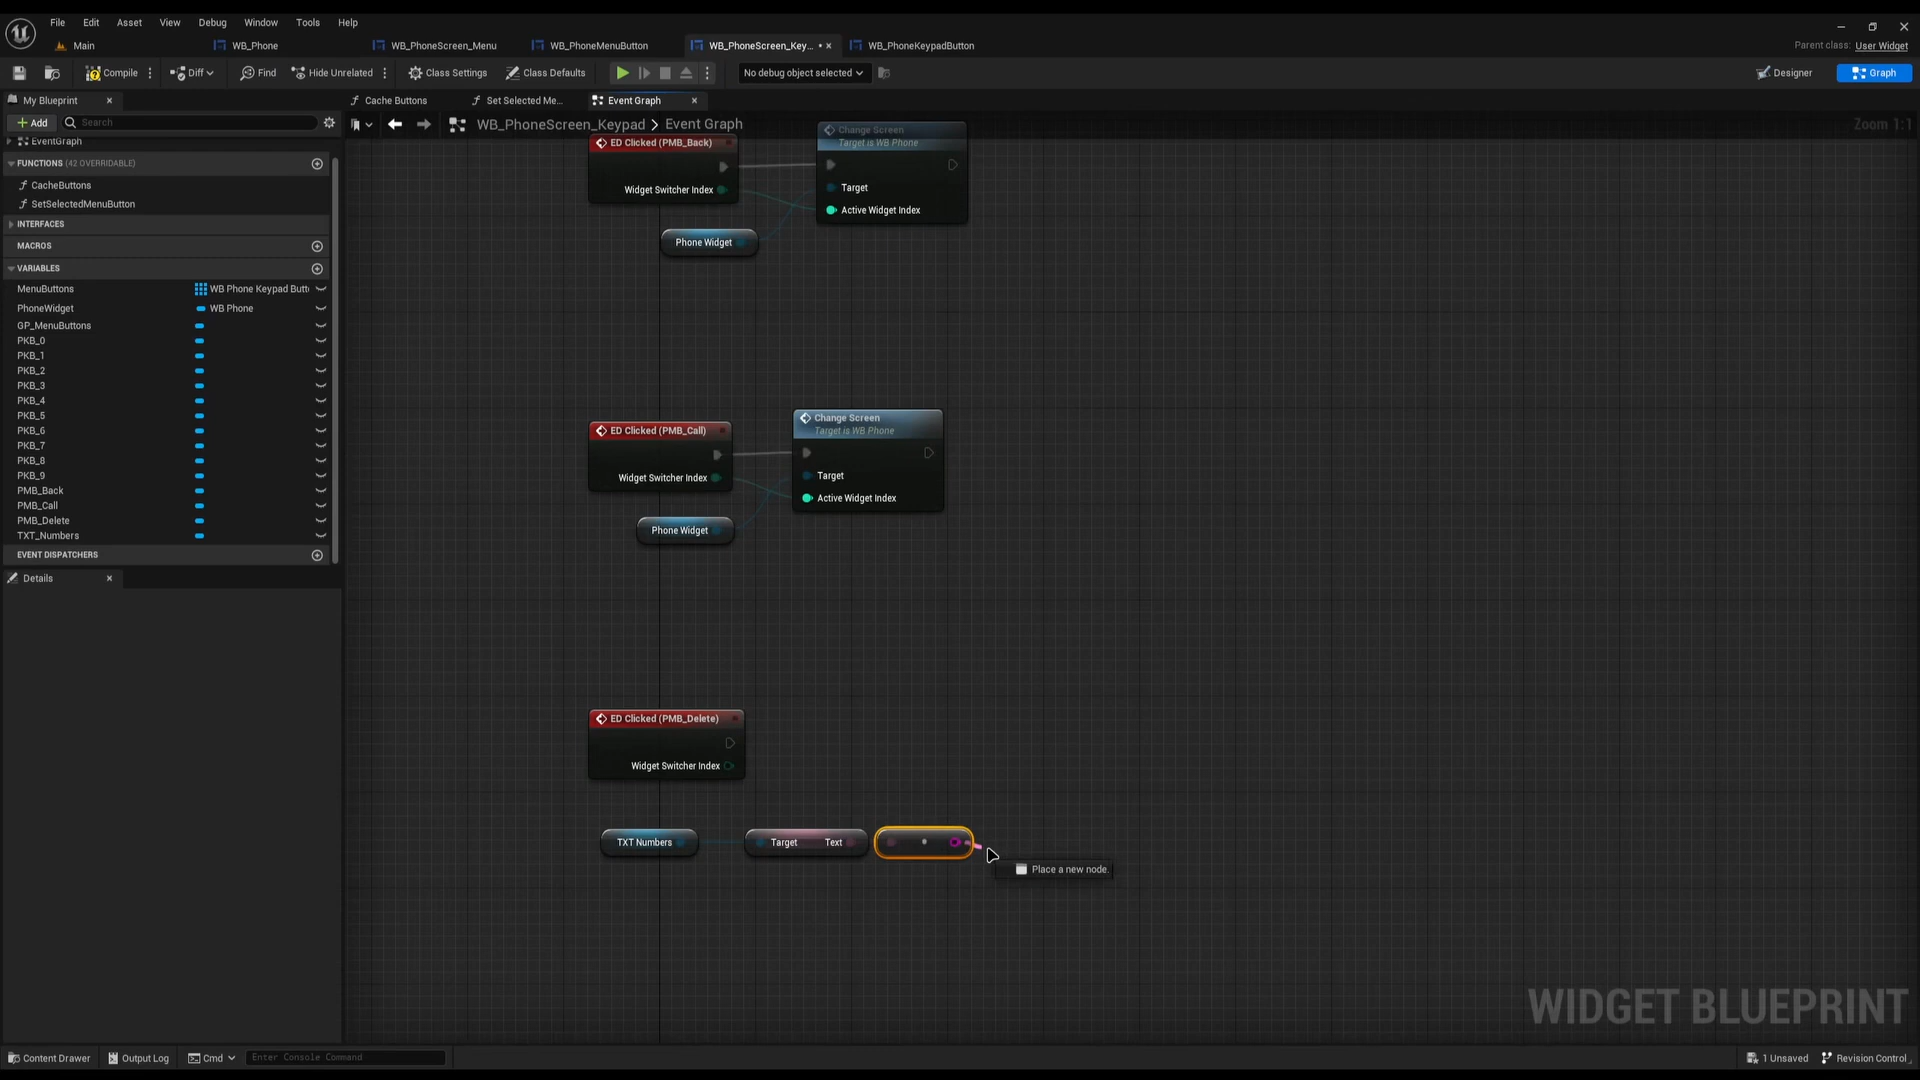 File Edit Asset View Debug Window Tools Help
Main WB_Phone WB_PhoneScreen_Menu WB_PhoneMenuButton WB_PhoneScreen_Key... • × WB_PhoneKeypadButton
Parent class: User Widget
Compile Diff Find Hide Unrelated Class Settings Class Defaults No debug object selected Designer Graph
My Blueprint × Cache Buttons Set Selected Me... Event Graph ×
+ Add Search
WB_PhoneScreen_Keypad > Event Graph
Zoom 1:1
EventGraph
FUNCTIONS (42 OVERRIDABLE)
CacheButtons
SetSelectedMenuButton
INTERFACES
MACROS
VARIABLES
MenuButtons WB Phone Keypad Butt
PhoneWidget WB Phone
GP_MenuButtons
PKB_0
PKB_1
PKB_2
PKB_3
PKB_4
PKB_5
PKB_6
PKB_7
PKB_8
PKB_9
PMB_Back
PMB_Call
PMB_Delete
TXT_Numbers
EVENT DISPATCHERS
Details ×
ED Clicked (PMB_Back)
Widget Switcher Index
Phone Widget
Change Screen
Target is WB Phone
Target
Active Widget Index
ED Clicked (PMB_Call)
Widget Switcher Index
Phone Widget
Change Screen
Target is WB Phone
Target
Active Widget Index
ED Clicked (PMB_Delete)
Widget Switcher Index
TXT Numbers
Target Text
Place a new node.
WIDGET BLUEPRINT
Content Drawer Output Log Cmd Enter Console Command 1 Unsaved Revision Control